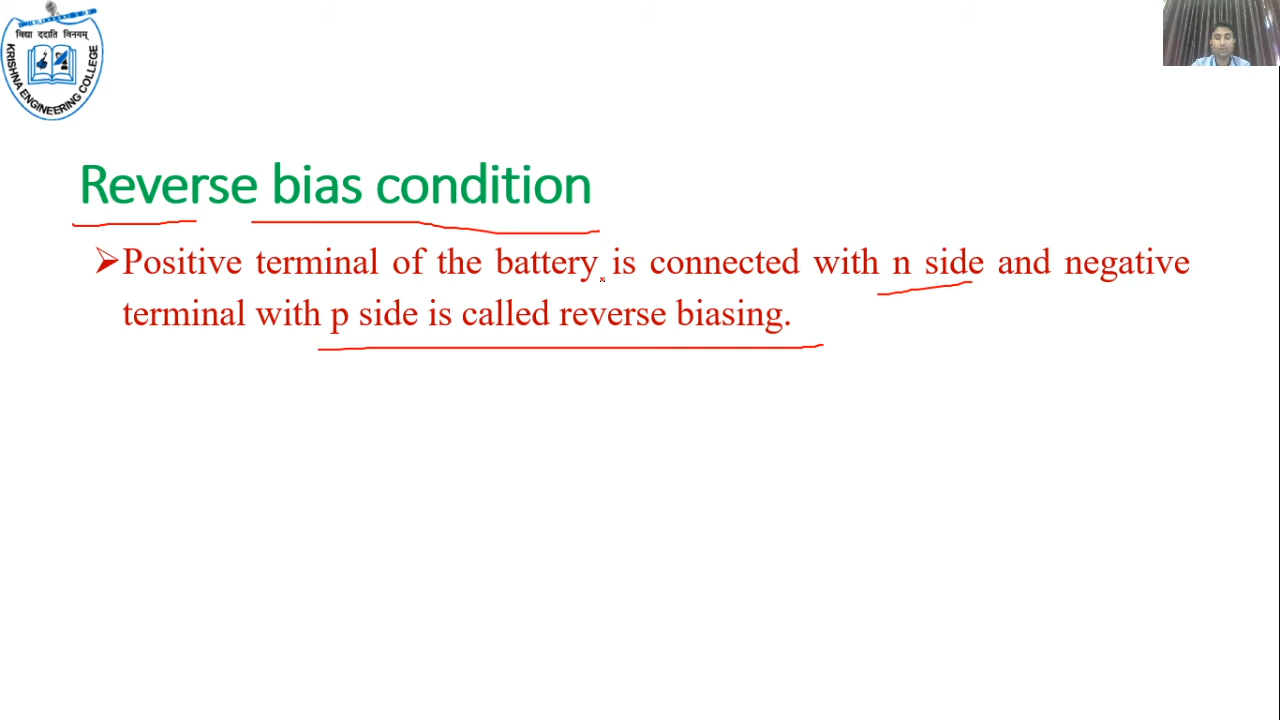 विद्या ददाति विनयम्
KRISHNA ENGINEERING COLLEGE
Reverse bias condition
➢Positive terminal of the battery is connected with n side and negative
terminal with p side is called reverse biasing.